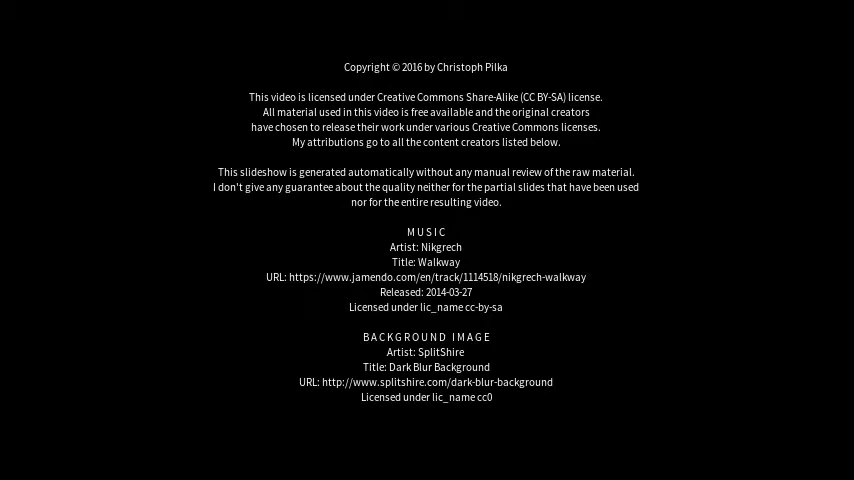 Copyright © 2016 by Christoph Pilka
This video is licensed under Creative Commons Share-Alike (CC BY-SA) license.
All material used in this video is free available and the original creators
have chosen to release their work under various Creative Commons licenses.
My attributions go to all the content creators listed below.
This slideshow is generated automatically without any manual review of the raw material.
I don't give any guarantee about the quality neither for the partial slides that have been used
nor for the entire resulting video.
M U S I C
Artist: Nikgrech
Title: Walkway
URL: https://www.jamendo.com/en/track/1114518/nikgrech-walkway
Released: 2014-03-27
Licensed under lic_name cc-by-sa
B A C K G R O U N D   I M A G E
Artist: SplitShire
Title: Dark Blur Background
URL: http://www.splitshire.com/dark-blur-background
Licensed under lic_name cc0